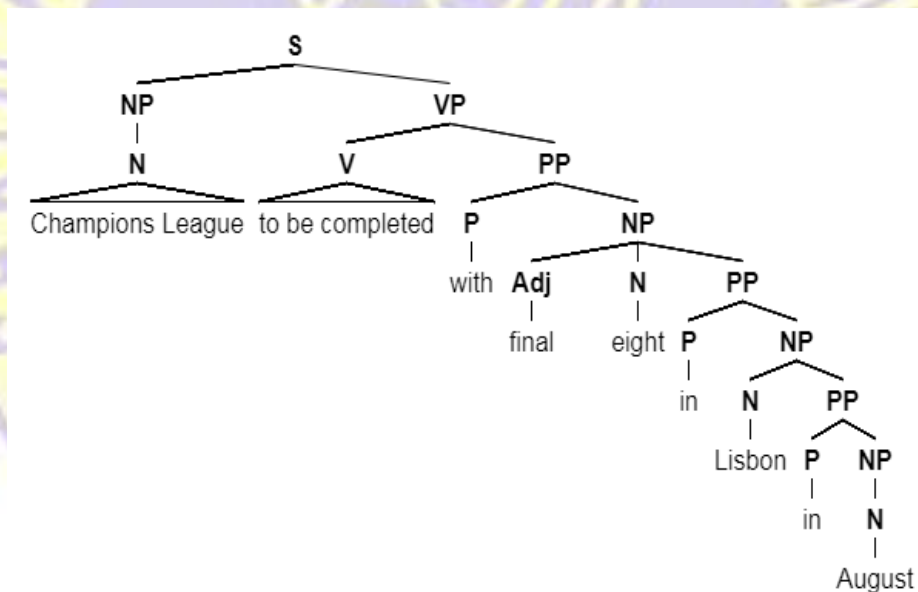 S
NP VP
N V PP
Champions League to be completed P NP
with Adj N PP
final eight P NP
in N PP
Lisbon P NP
in N
August